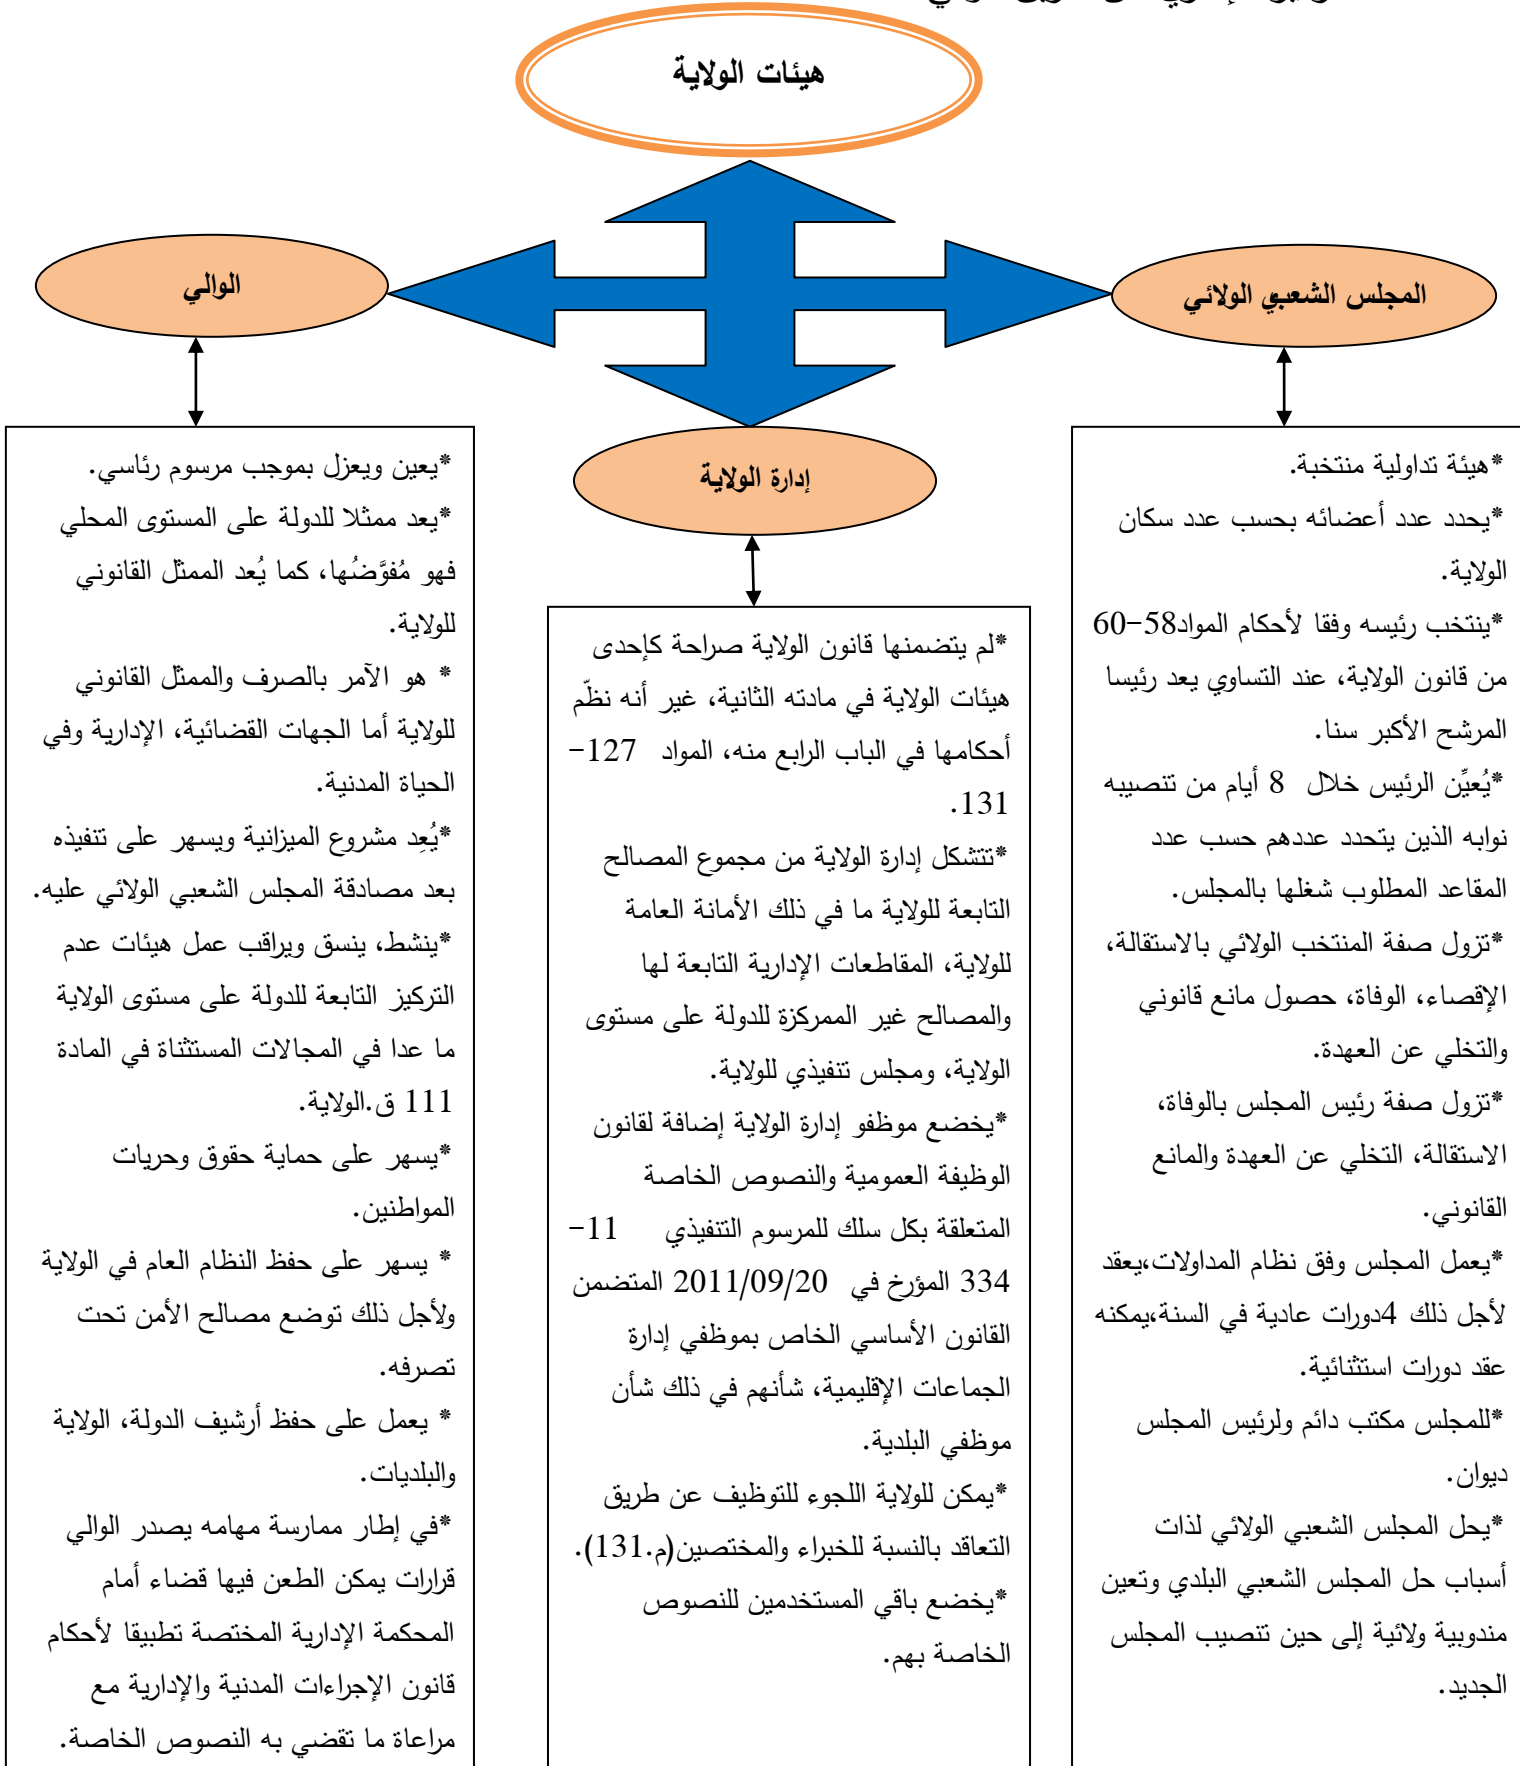 هيئات الولاية
المجلس الشعبي الولائي
الوالي
إدارة الولاية
*هيئة تداولية منتخبة.
*يحدد عدد أعضائه بحسب عدد سكان
الولاية.
*ينتخب رئيسه وفقا لأحكام المواد58-60
من قانون الولاية، عند التساوي يعد رئيسا
المرشح الأكبر سنا.
*يُعيِّن الرئيس خلال 8 أيام من تنصيبه
نوابه الذين يتحدد عددهم حسب عدد
المقاعد المطلوب شغلها بالمجلس.
*تزول صفة المنتخب الولائي بالاستقالة،
الإقصاء، الوفاة، حصول مانع قانوني
والتخلي عن العهدة.
*تزول صفة رئيس المجلس بالوفاة،
الاستقالة، التخلي عن العهدة والمانع
القانوني.
*يعمل المجلس وفق نظام المداولات،يعقد
لأجل ذلك 4دورات عادية في السنة،يمكنه
عقد دورات استثنائية.
*للمجلس مكتب دائم ولرئيس المجلس
ديوان.
*يحل المجلس الشعبي الولائي لذات
أسباب حل المجلس الشعبي البلدي وتعين
مندوبية ولائية إلى حين تنصيب المجلس
الجديد.
*لم يتضمنها قانون الولاية صراحة كإحدى
هيئات الولاية في مادته الثانية، غير أنه نظّم
أحكامها في الباب الرابع منه، المواد 127-
131.
*تتشكل إدارة الولاية من مجموع المصالح
التابعة للولاية ما في ذلك الأمانة العامة
للولاية، المقاطعات الإدارية التابعة لها
والمصالح غير الممركزة للدولة على مستوى
الولاية، ومجلس تنفيذي للولاية.
*يخضع موظفو إدارة الولاية إضافة لقانون
الوظيفة العمومية والنصوص الخاصة
المتعلقة بكل سلك للمرسوم التنفيذي 11-
334 المؤرخ في 2011/09/20 المتضمن
القانون الأساسي الخاص بموظفي إدارة
الجماعات الإقليمية، شأنهم في ذلك شأن
موظفي البلدية.
*يمكن للولاية اللجوء للتوظيف عن طريق
التعاقد بالنسبة للخبراء والمختصين(م.131).
*يخضع باقي المستخدمين للنصوص
الخاصة بهم.
*يعين ويعزل بموجب مرسوم رئاسي.
*يعد ممثلا للدولة على المستوى المحلي
فهو مُفوَّضُها، كما يُعد الممثل القانوني
للولاية.
* هو الآمر بالصرف والممثل القانوني
للولاية أما الجهات القضائية، الإدارية وفي
الحياة المدنية.
*يُعِد مشروع الميزانية ويسهر على تنفيذه
بعد مصادقة المجلس الشعبي الولائي عليه.
*ينشط، ينسق ويراقب عمل هيئات عدم
التركيز التابعة للدولة على مستوى الولاية
ما عدا في المجالات المستثناة في المادة
111 ق.الولاية.
*يسهر على حماية حقوق وحريات
المواطنين.
* يسهر على حفظ النظام العام في الولاية
ولأجل ذلك توضع مصالح الأمن تحت
تصرفه.
* يعمل على حفظ أرشيف الدولة، الولاية
والبلديات.
*في إطار ممارسة مهامه يصدر الوالي
قرارات يمكن الطعن فيها قضاء أمام
المحكمة الإدارية المختصة تطبيقا لأحكام
قانون الإجراءات المدنية والإدارية مع
مراعاة ما تقضي به النصوص الخاصة.